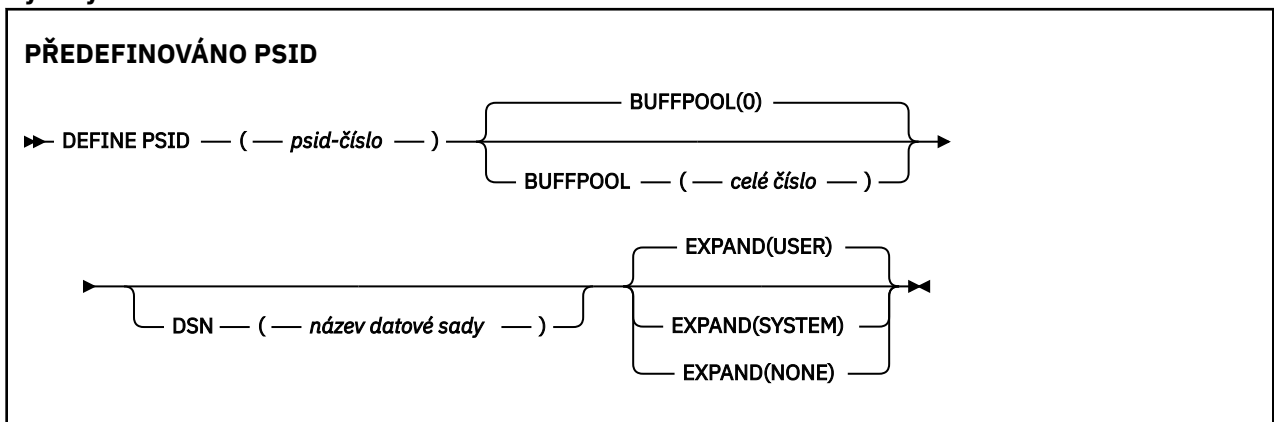 PŘEDEFINOVÁNO PSID
BUFFPOOL(0)
DEFINE PSID — ( — psid-číslo — )
BUFFPOOL — ( — celé číslo — )
EXPAND(USER)
DSN — ( — název datové sady — )
EXPAND(SYSTEM)
EXPAND(NONE)